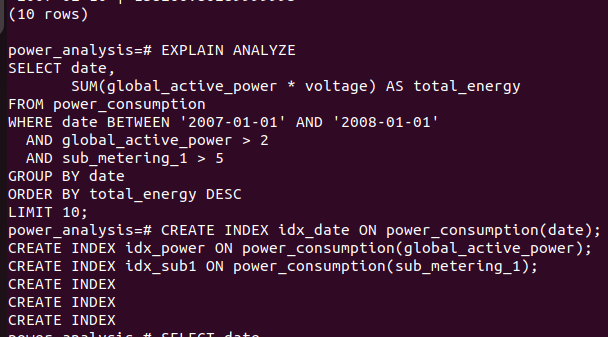 (10 rows)
power_analysis=# EXPLAIN ANALYZE
SELECT date,
       SUM(global_active_power * voltage) AS total_energy
FROM power_consumption
WHERE date BETWEEN '2007-01-01' AND '2008-01-01'
  AND global_active_power > 2
  AND sub_metering_1 > 5
GROUP BY date
ORDER BY total_energy DESC
LIMIT 10;
power_analysis=# CREATE INDEX idx_date ON power_consumption(date);
CREATE INDEX idx_power ON power_consumption(global_active_power);
CREATE INDEX idx_sub1 ON power_consumption(sub_metering_1);
CREATE INDEX
CREATE INDEX
CREATE INDEX
power_analysis=# SELECT date